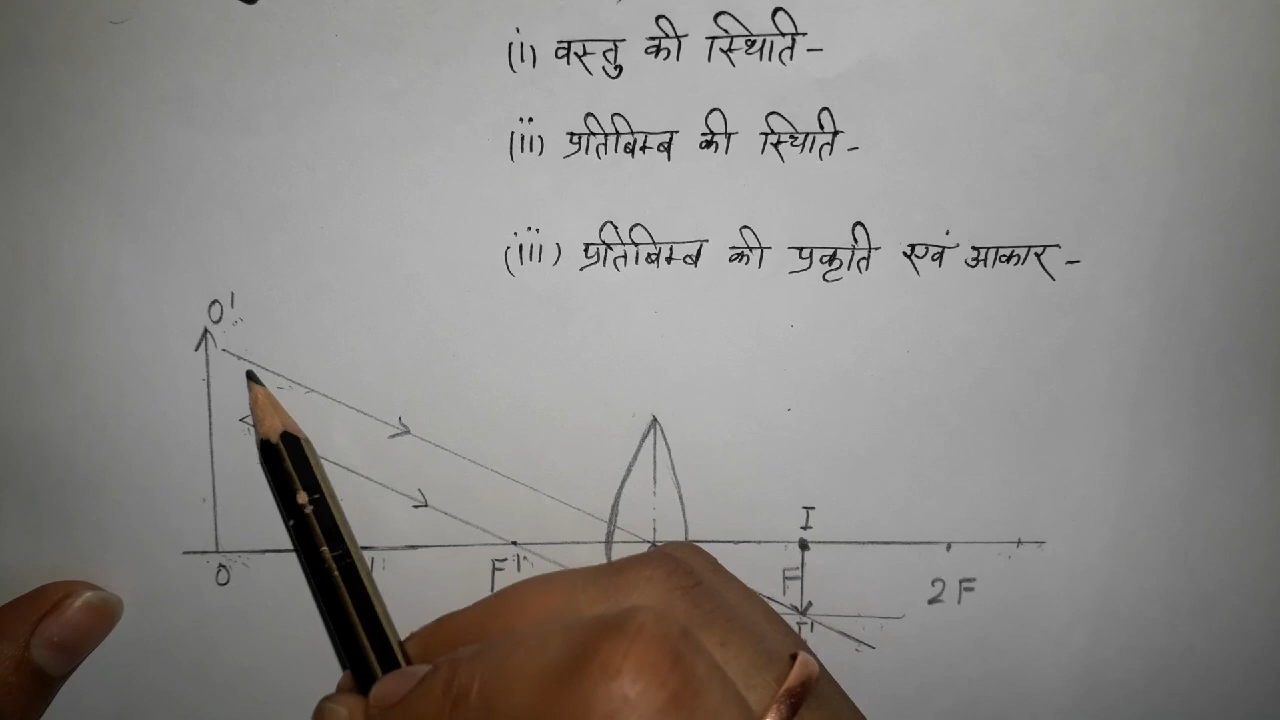 (i) वस्तु की स्थिति-
(ii) प्रतिबिम्ब की स्थिति-
(iii) प्रतिबिम्ब की प्रकृति एवं आकार-
O'
I
O
F'
F
2F
I'